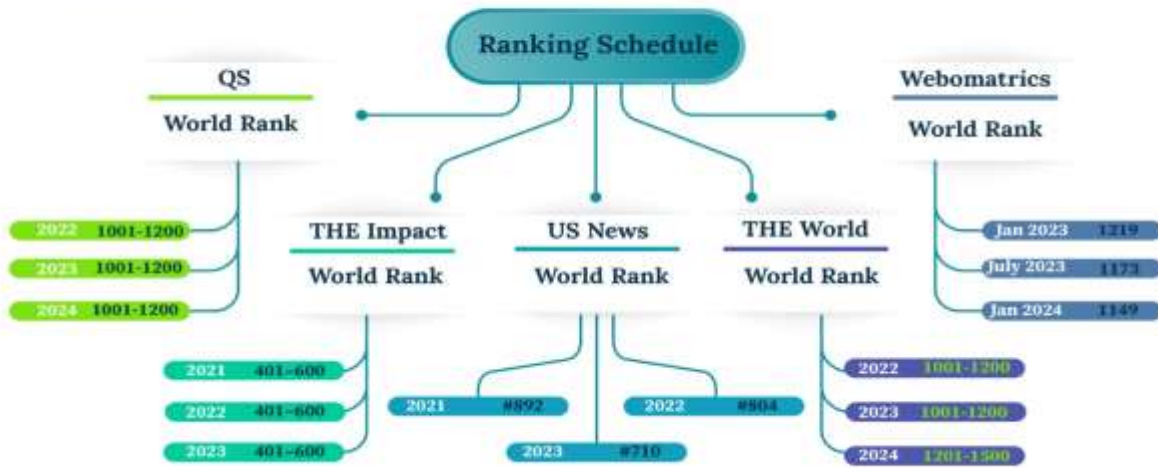 Ranking Schedule
QS
World Rank
2022 1001-1200
2023 1001-1200
2024 1001-1200
THE Impact
World Rank
2021 401–600
2022 401–600
2023 401–600
US News
World Rank
2021 #892
2022 #804
2023 #710
THE World
World Rank
2022 1001-1200
2023 1001-1200
2024 1201-1500
Webomatrics
World Rank
Jan 2023 1219
July 2023 1173
Jan 2024 1149